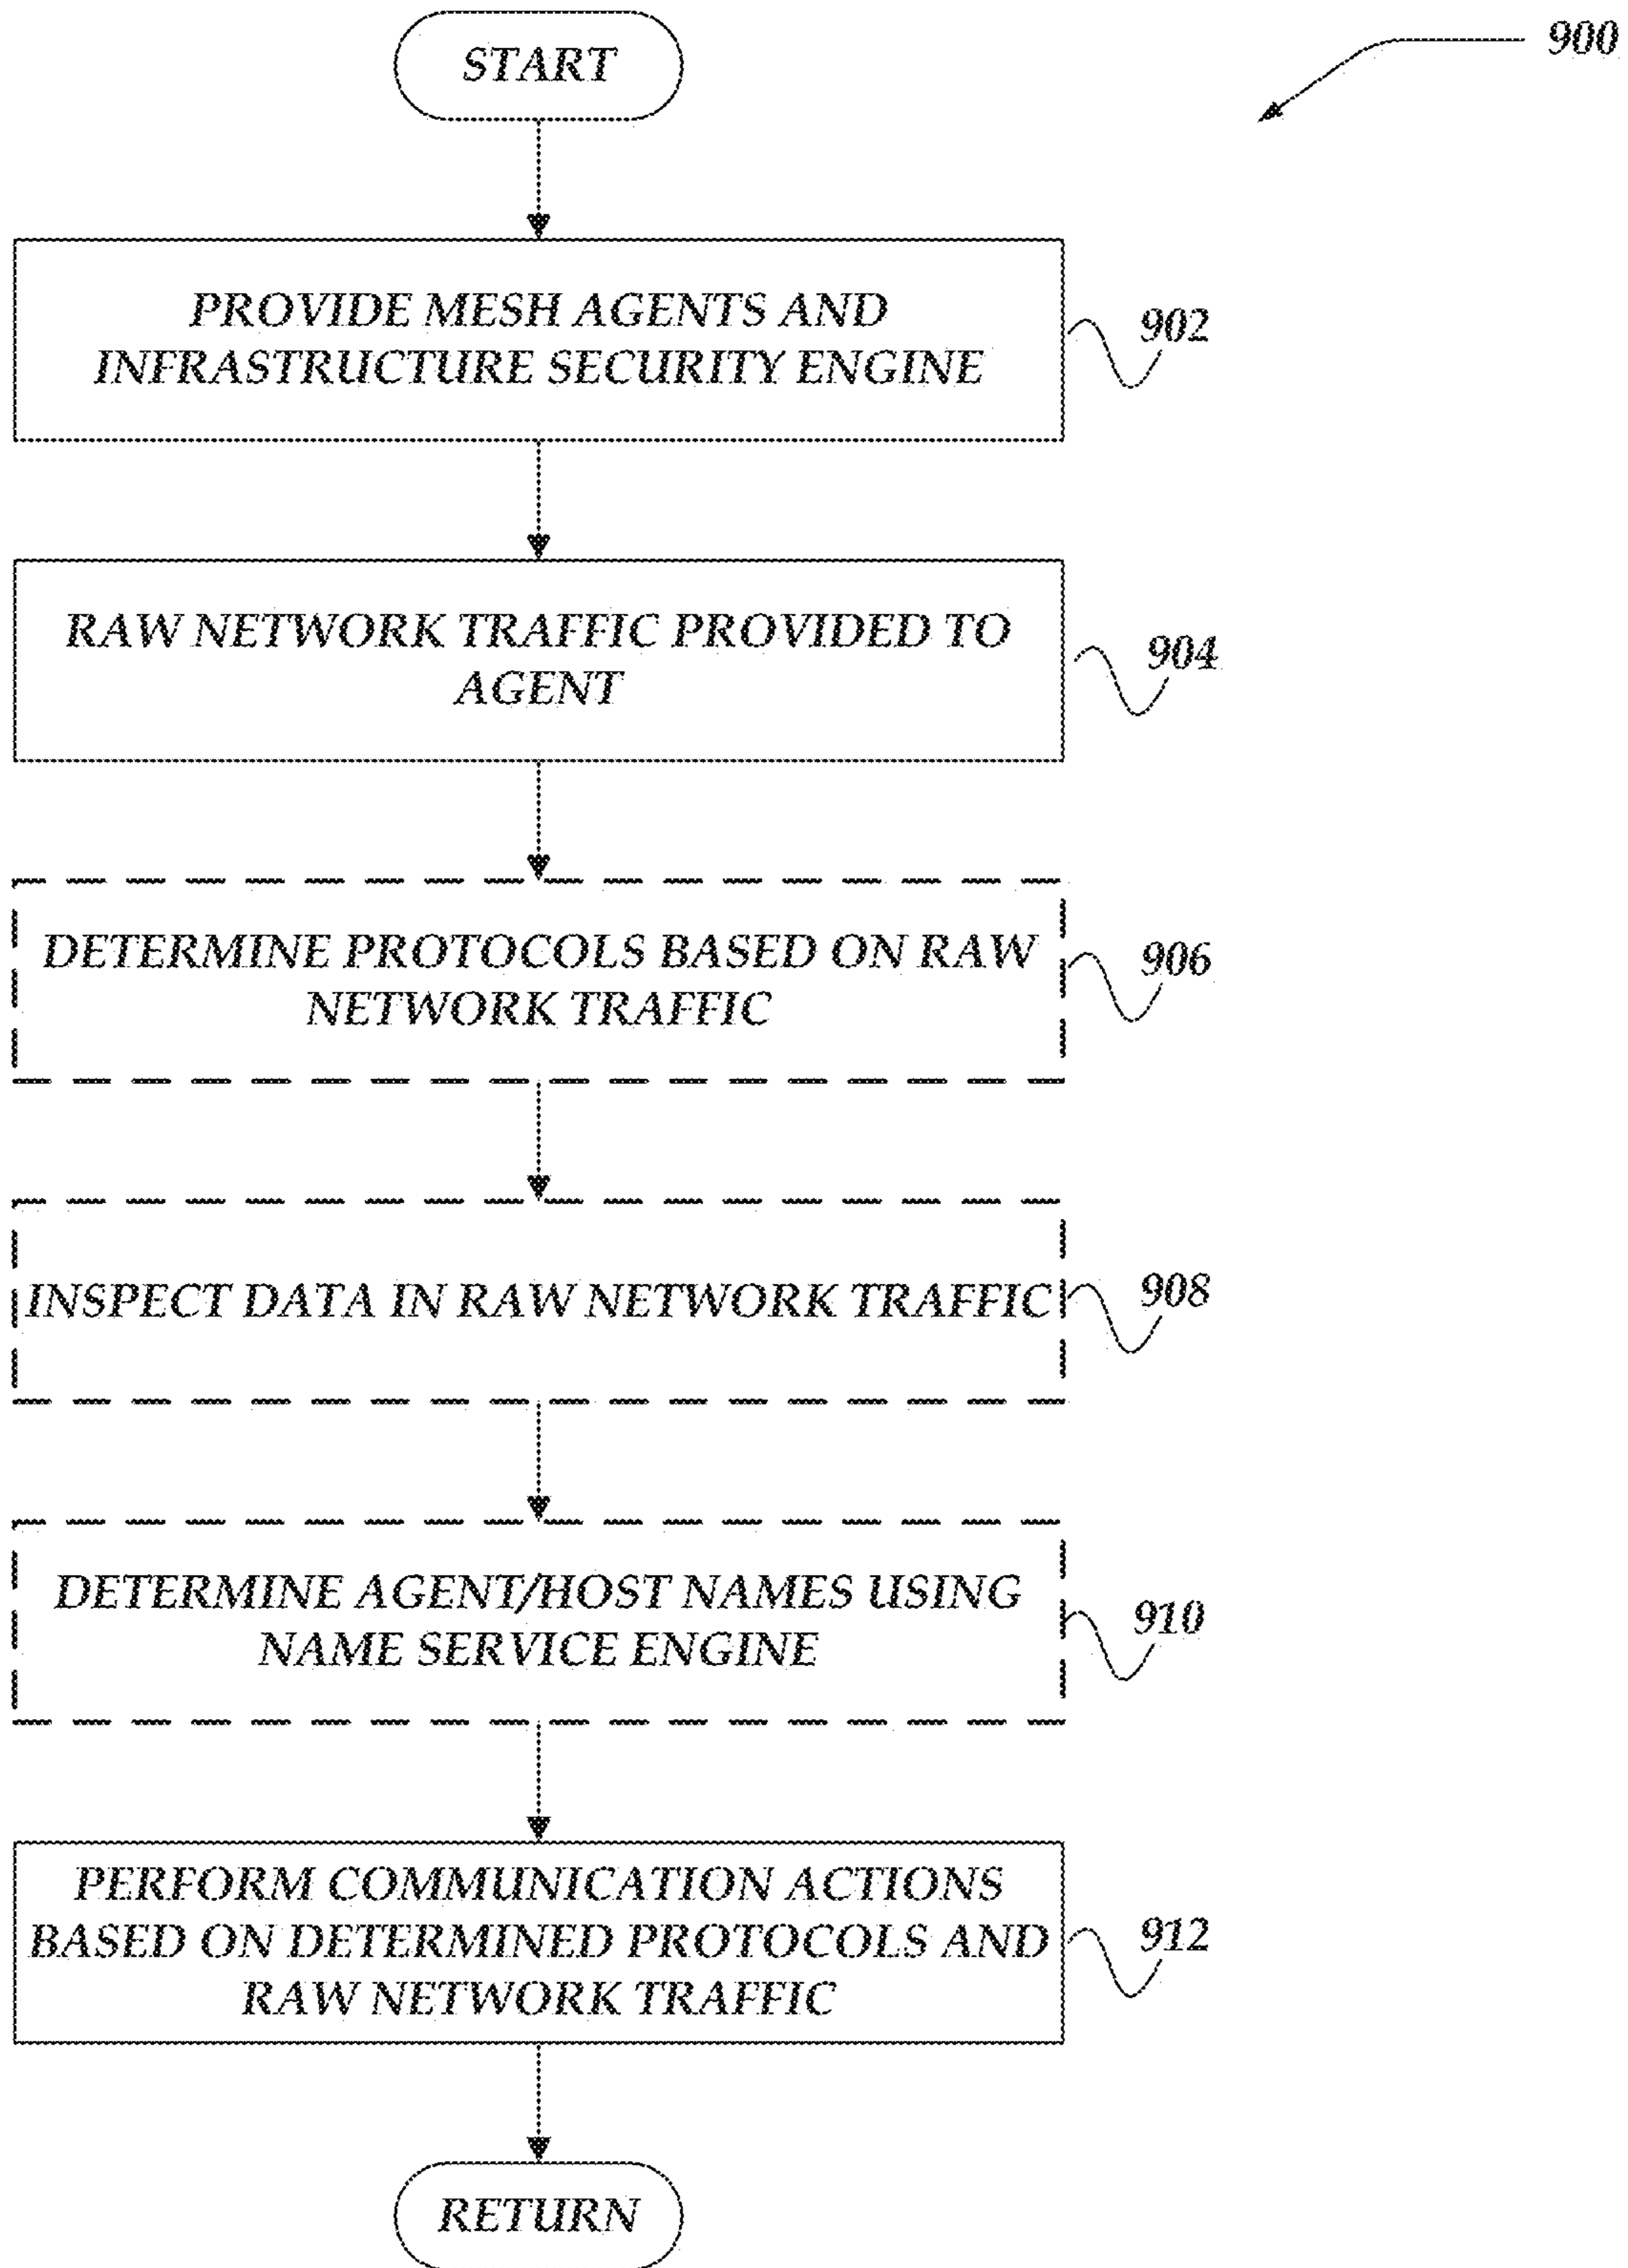 START
900
PROVIDE MESH AGENTS AND
INFRASTRUCTURE SECURITY ENGINE
902
RAW NETWORK TRAFFIC PROVIDED TO
AGENT
904
DETERMINE PROTOCOLS BASED ON RAW
NETWORK TRAFFIC
906
INSPECT DATA IN RAW NETWORK TRAFFIC
908
DETERMINE AGENT/HOST NAMES USING
NAME SERVICE ENGINE
910
PERFORM COMMUNICATION ACTIONS
BASED ON DETERMINED PROTOCOLS AND
RAW NETWORK TRAFFIC
912
RETURN